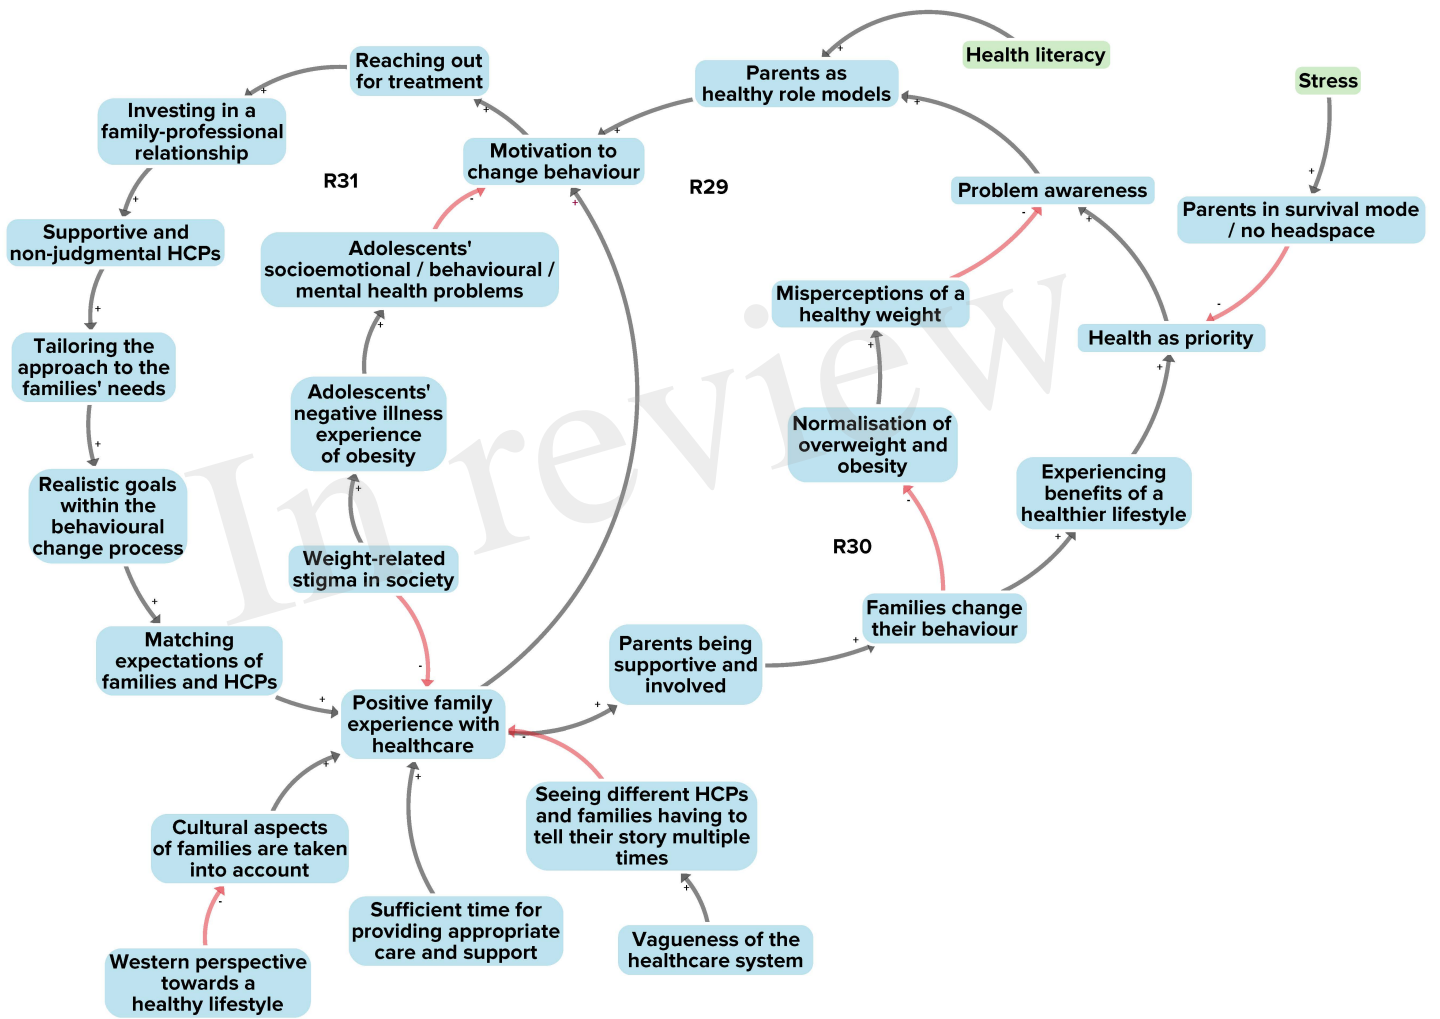 Health literacy
Stress
Reaching out
for treatment
Parents as
healthy role models
Investing in a
family-professional
relationship
Motivation to
change behaviour
R31
R29
Problem awareness
Parents in survival mode
/ no headspace
Supportive and
non-judgmental HCPs
Adolescents'
socioemotional / behavioural /
mental health problems
Misperceptions of a
healthy weight
Health as priority
Tailoring the
approach to the
families' needs
Adolescents'
negative illness
experience
of obesity
Normalisation of
overweight and
obesity
Experiencing
benefits of a
healthier lifestyle
Realistic goals
within the
behavioural
change process
R30
Weight-related
stigma in society
Families change
their behaviour
Matching
expectations of
families and HCPs
Parents being
supportive and
involved
Positive family
experience with
healthcare
Seeing different HCPs
and families having to
tell their story multiple
times
Cultural aspects
of families are taken
into account
Sufficient time for
providing appropriate
care and support
Vagueness of the
healthcare system
Western perspective
towards a
healthy lifestyle
In review